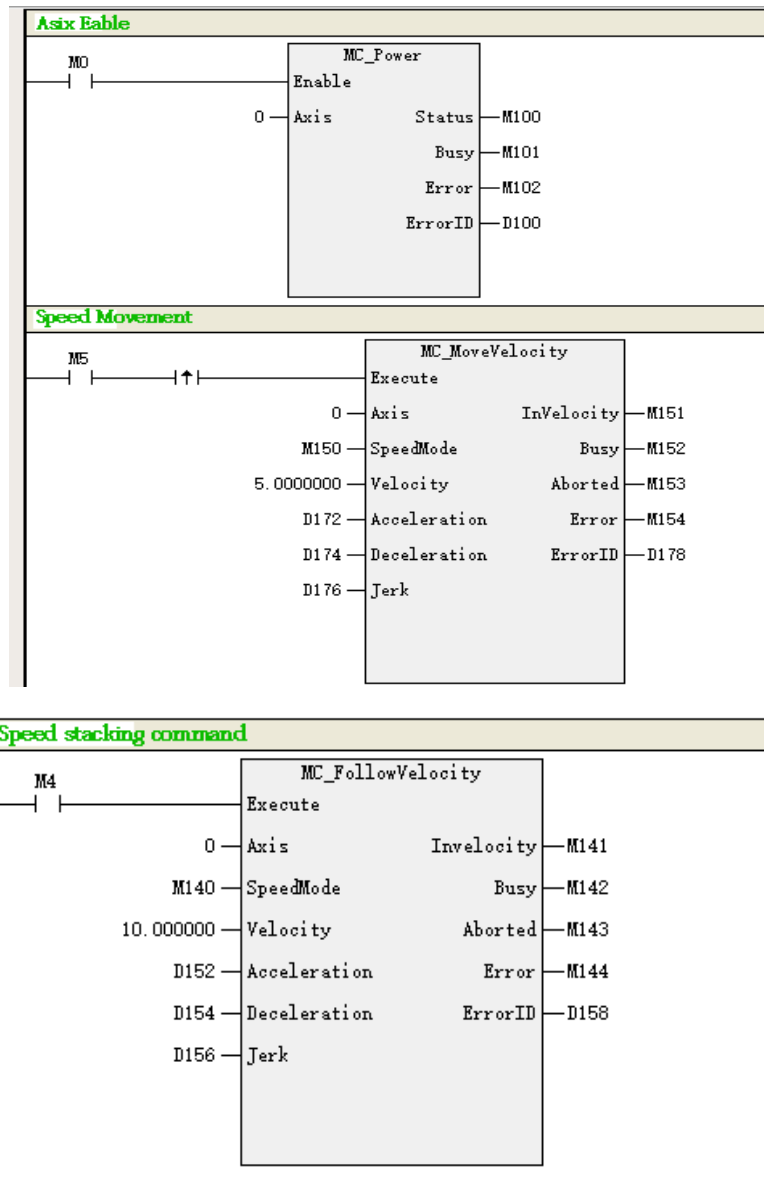 Asix Eable
M0
MC_Power
Enable
0 Axis Status M100
Busy M101
Error M102
ErrorID D100
Speed Movement
M5
MC_MoveVelocity
Execute
0 Axis InVelocity M151
M150 SpeedMode Busy M152
5.0000000 Velocity Aborted M153
D172 Acceleration Error M154
D174 Deceleration ErrorID D178
D176 Jerk
Speed stacking command
M4
MC_FollowVelocity
Execute
0 Axis Invelocity M141
M140 SpeedMode Busy M142
10.000000 Velocity Aborted M143
D152 Acceleration Error M144
D154 Deceleration ErrorID D158
D156 Jerk